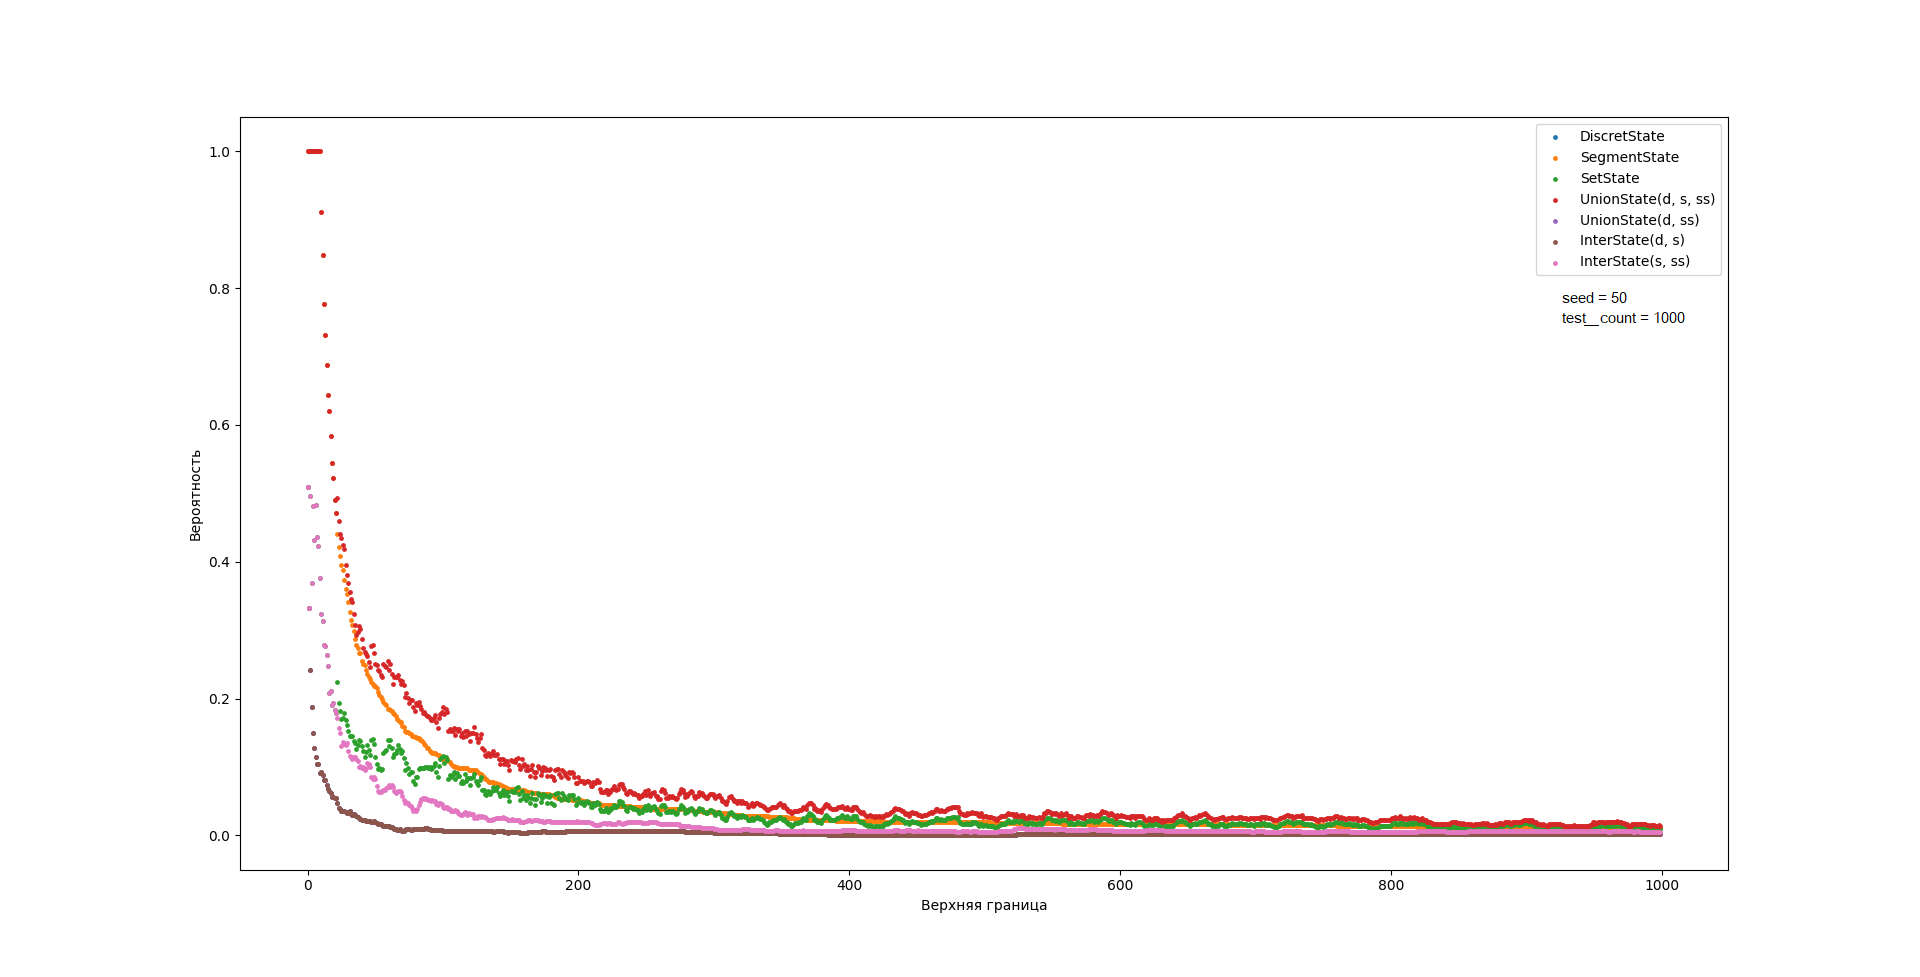 1.0
0.8
0.6
0.4
0.2
0.0
Вероятность
0
200
400
600
800
1000
Верхняя граница
DiscretState
SegmentState
SetState
UnionState(d, s, ss)
UnionState(d, ss)
InterState(d, s)
InterState(s, ss)
seed = 50
test__count = 1000